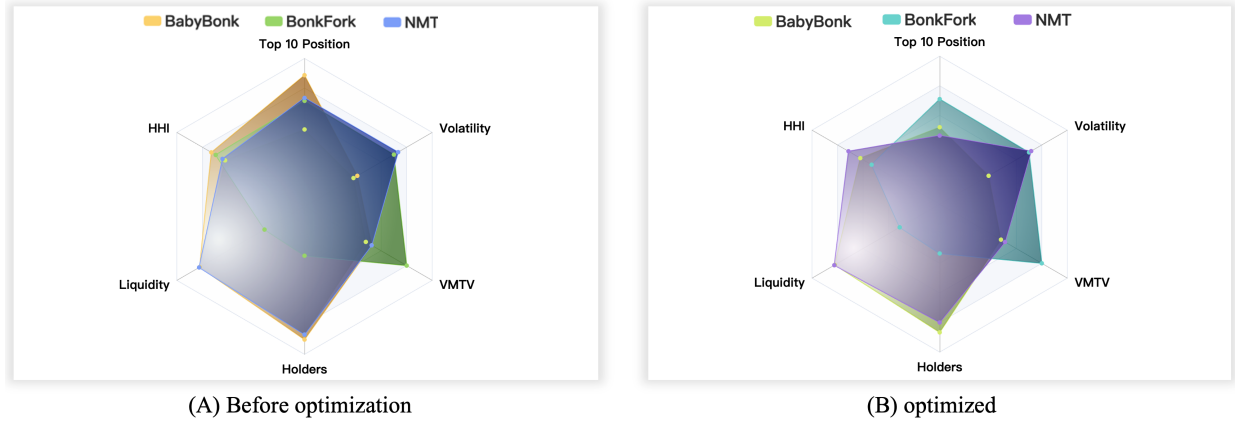 BabyBonk BonkFork NMT
Top 10 Position
HHI
Volatility
Liquidity
VMTV
Holders
(A) Before optimization
BabyBonk BonkFork NMT
Top 10 Position
HHI
Volatility
Liquidity
VMTV
Holders
(B) optimized